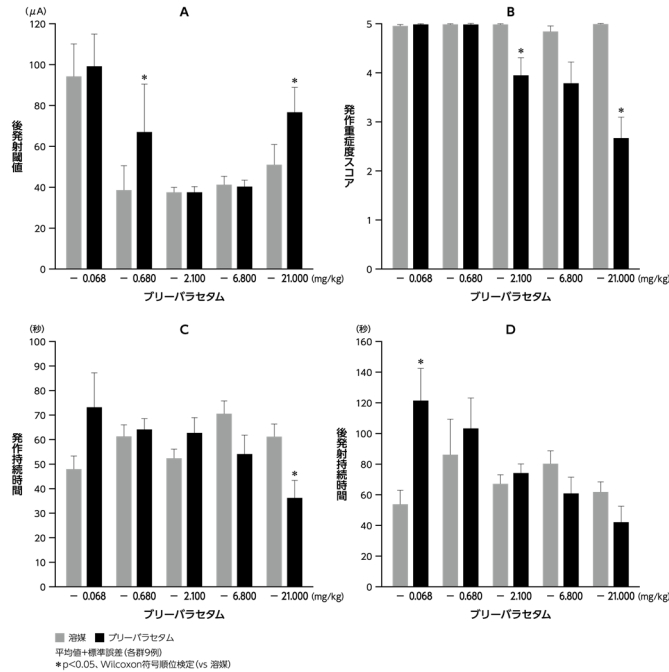 A
(μA)
120
100
80
60
40
20
0
後発射閾値
*
*
－ 0.068 － 0.680 － 2.100 － 6.800 － 21.000 (mg/kg)
ブリーバラセタム
B
5
4
3
2
1
0
発作重症度スコア
*
*
－ 0.068 － 0.680 － 2.100 － 6.800 － 21.000 (mg/kg)
ブリーバラセタム
C
(秒)
100
90
80
70
60
50
40
30
20
10
0
発作持続時間
*
－ 0.068 － 0.680 － 2.100 － 6.800 － 21.000 (mg/kg)
ブリーバラセタム
D
(秒)
160
140
120
100
80
60
40
20
0
後発射持続時間
*
－ 0.068 － 0.680 － 2.100 － 6.800 － 21.000 (mg/kg)
ブリーバラセタム
溶媒 ブリーバラセタム
平均値+標準誤差(各群9例)
*p<0.05、Wilcoxon符号順位検定(vs 溶媒)